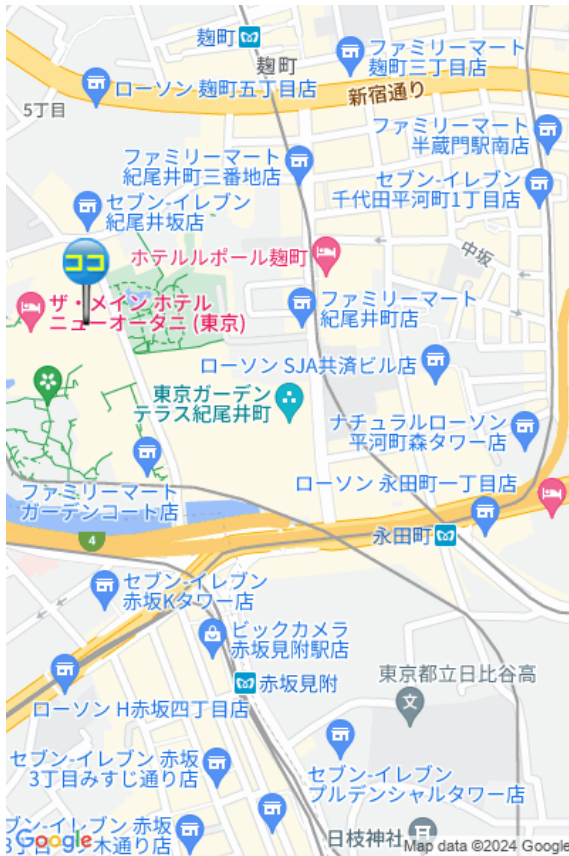 麹町
ファミリーマート
麹町三丁目店
麹町
ローソン 麹町五丁目店
新宿通り
5丁目
ファミリーマート
半蔵門駅南店
ファミリーマート
紀尾井町三番地店
セブン-イレブン
千代田平河町1丁目店
セブン-イレブン
紀尾井坂店
中坂
ココ
ホテルルポール麹町
ザ・メイン ホテル
ニューオータニ (東京)
ファミリーマート
紀尾井町店
ローソン SJA共済ビル店
東京ガーデン
テラス紀尾井町
ナチュラルローソン
平河町森タワー店
ファミリーマート
ガーデンコート店
ローソン 永田町一丁目店
4
永田町
セブン-イレブン
赤坂Kタワー店
ビックカメラ
赤坂見附駅店
赤坂見附
東京都立日比谷高
文
ローソン H赤坂四丁目店
セブン-イレブン 赤坂
3丁目みすじ通り店
セブン-イレブン
プルデンシャルタワー店
ブン-イレブン 赤坂
木通り店
日枝神社
Google
Map data ©2024 Google